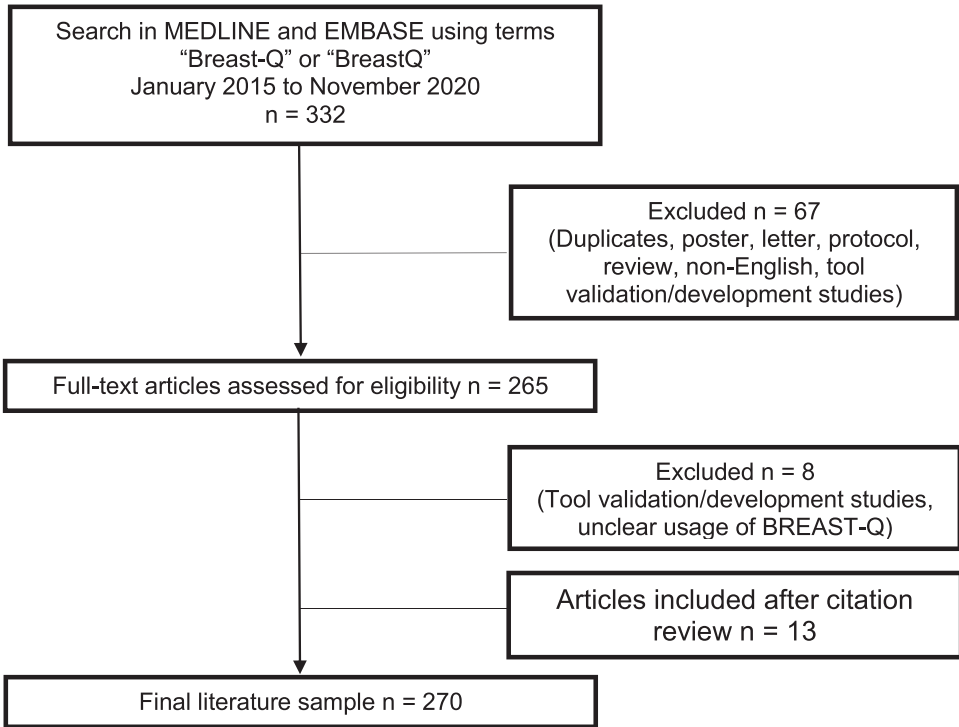 Search in MEDLINE and EMBASE using terms
“Breast-Q” or “BreastQ”
January 2015 to November 2020
n = 332
Excluded n = 67
(Duplicates, poster, letter, protocol,
review, non-English, tool
validation/development studies)
Full-text articles assessed for eligibility n = 265
Excluded n = 8
(Tool validation/development studies,
unclear usage of BREAST-Q)
Articles included after citation
review n = 13
Final literature sample n = 270